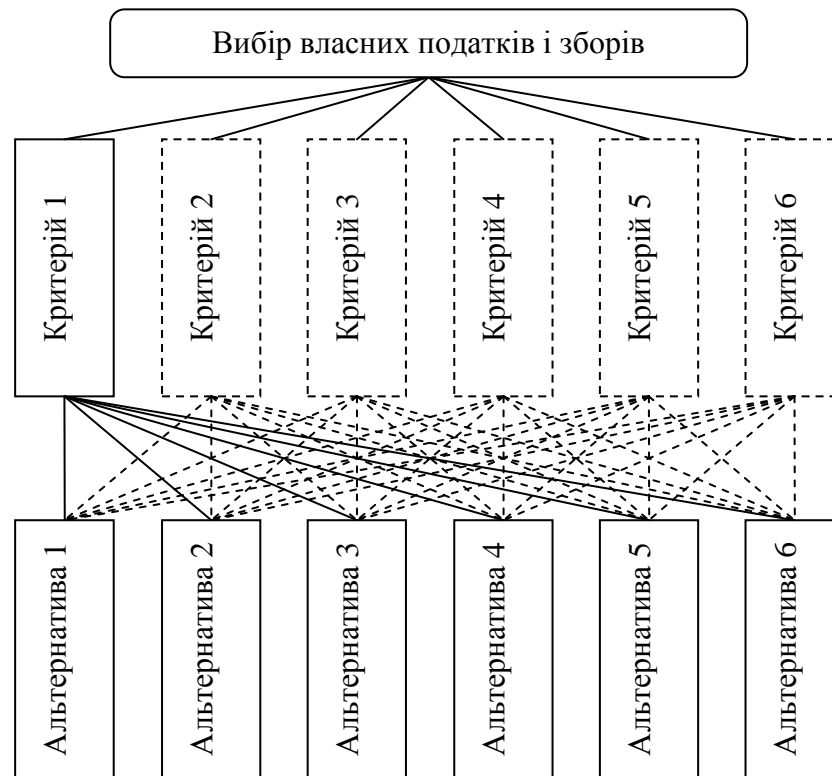 Вибір власних податків і зборів
Критерій 1
Критерій 2
Критерій 3
Критерій 4
Критерій 5
Критерій 6
Альтернатива 1
Альтернатива 2
Альтернатива 3
Альтернатива 4
Альтернатива 5
Альтернатива 6